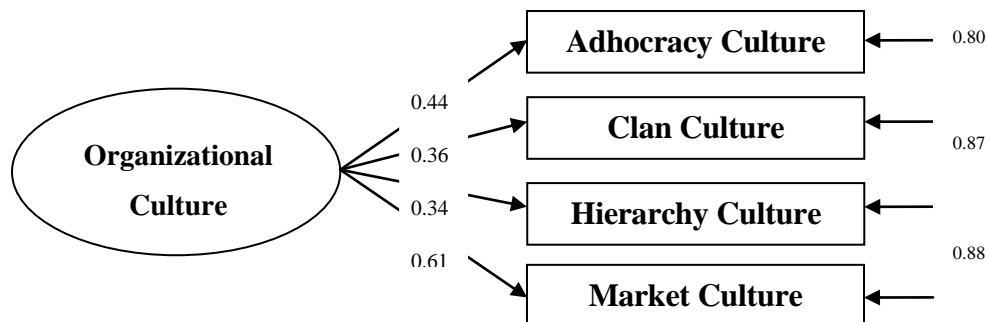 Organizational
Culture
0.44
0.36
0.34
0.61
Adhocracy Culture
Clan Culture
Hierarchy Culture
Market Culture
0.80
0.87
0.88